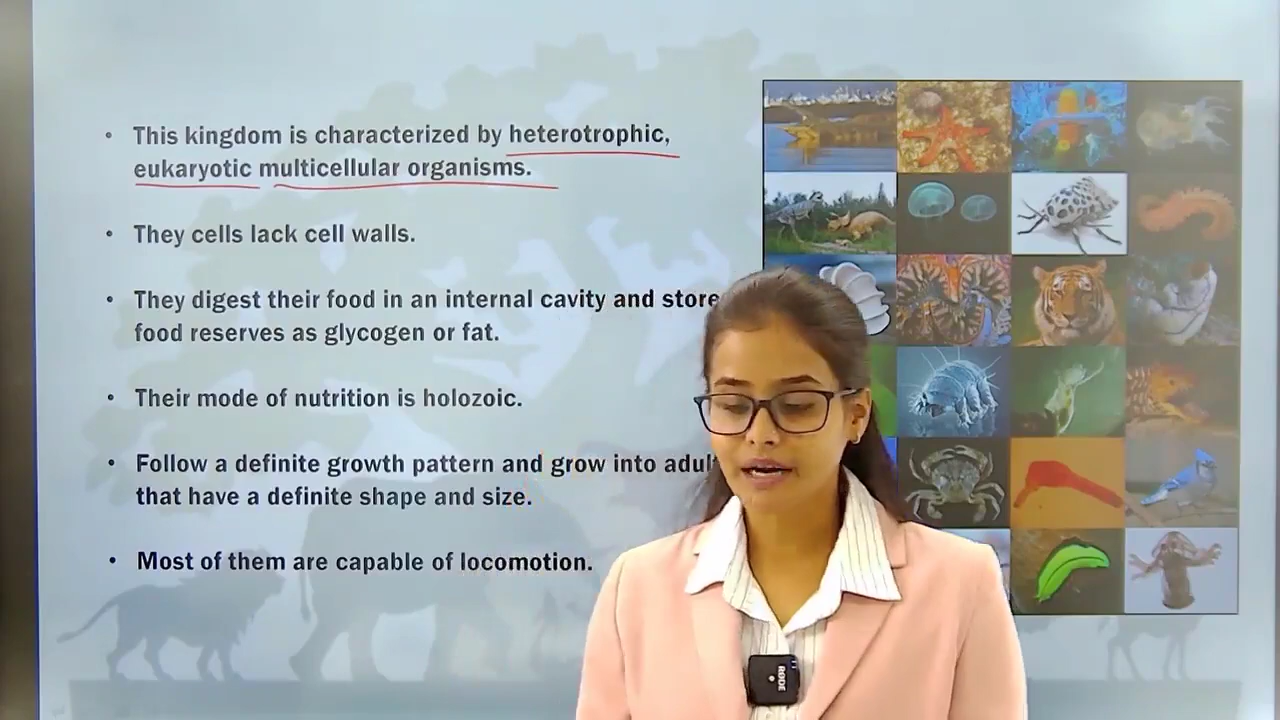 • This kingdom is characterized by heterotrophic,
eukaryotic multicellular organisms.
• They cells lack cell walls.
• They digest their food in an internal cavity and store
food reserves as glycogen or fat.
• Their mode of nutrition is holozoic.
• Follow a definite growth pattern and grow into adul
that have a definite shape and size.
• Most of them are capable of locomotion.
RØDE